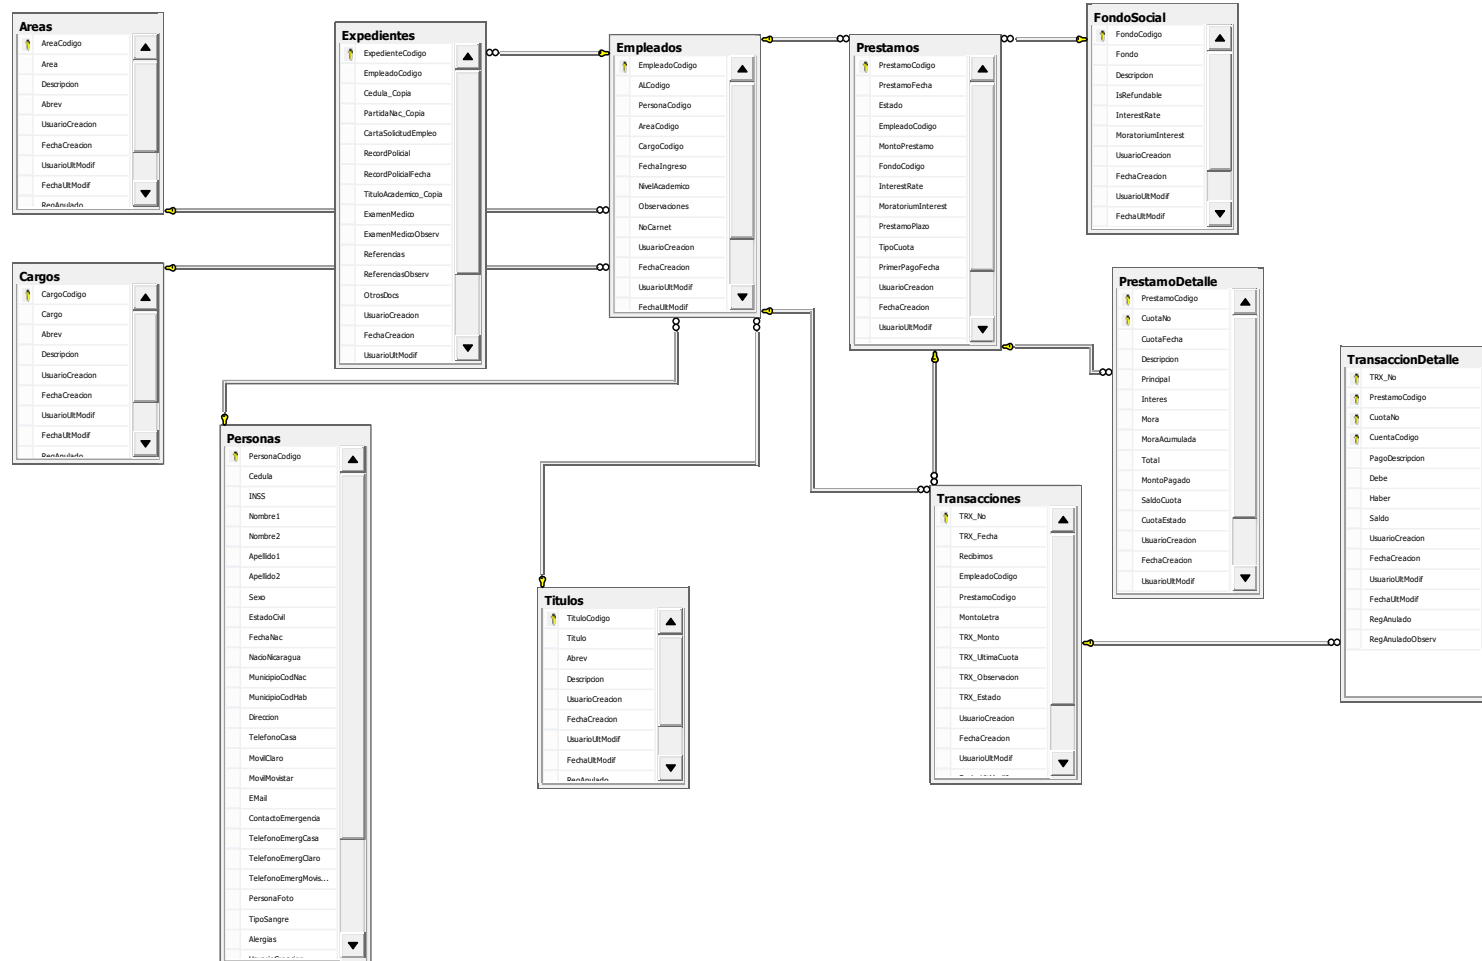 Areas
AreaCodigo
Area
Descripcion
Abrev
UsuarioCreacion
FechaCreacion
UsuarioUltModif
FechaUltModif
RegAnulado
Cargos
CargoCodigo
Cargo
Abrev
Descripcion
UsuarioCreacion
FechaCreacion
UsuarioUltModif
FechaUltModif
RegAnulado
Expedientes
ExpedienteCodigo
EmpleadoCodigo
Cedula_Copia
PartidaNac_Copia
CartaSolicitudEmpleo
RecordPolicial
RecordPolicialFecha
TituloAcademico_Copia
ExamenMedico
ExamenMedicoObserv
Referencias
ReferenciasObserv
OtrosDocs
UsuarioCreacion
FechaCreacion
UsuarioUltModif
Empleados
EmpleadoCodigo
ALCodigo
PersonaCodigo
AreaCodigo
CargoCodigo
FechaIngreso
NivelAcademico
Observaciones
NoCarnet
UsuarioCreacion
FechaCreacion
UsuarioUltModif
FechaUltModif
Prestamos
PrestamoCodigo
PrestamoFecha
Estado
EmpleadoCodigo
MontoPrestamo
FondoCodigo
InterestRate
MoratoriumInterest
PrestamoPlazo
TipoCuota
PrimerPagoFecha
UsuarioCreacion
FechaCreacion
UsuarioUltModif
FondoSocial
FondoCodigo
Fondo
Descripcion
IsRefundable
InterestRate
MoratoriumInterest
UsuarioCreacion
FechaCreacion
UsuarioUltModif
FechaUltModif
PrestamoDetalle
PrestamoCodigo
CuotaNo
CuotaFecha
Descripcion
Principal
Interes
Mora
MoraAcumulada
Total
MontoPagado
SaldoCuota
CuotaEstado
UsuarioCreacion
FechaCreacion
UsuarioUltModif
TransaccionDetalle
TRX_No
PrestamoCodigo
CuotaNo
CuentaCodigo
PagoDescripcion
Debe
Haber
Saldo
UsuarioCreacion
FechaCreacion
UsuarioUltModif
FechaUltModif
RegAnulado
RegAnuladoObserv
Personas
PersonaCodigo
Cedula
INSS
Nombre1
Nombre2
Apellido1
Apellido2
Sexo
EstadoCivil
FechaNac
NacioNicaragua
MunicipioCodNac
MunicipioCodHab
Direccion
TelefonoCasa
MovilClaro
MovilMovistar
EMail
ContactoEmergencia
TelefonoEmergCasa
TelefonoEmergClaro
TelefonoEmergMovis...
PersonaFoto
TipoSangre
Alergias
Titulos
TituloCodigo
Titulo
Abrev
Descripcion
UsuarioCreacion
FechaCreacion
UsuarioUltModif
FechaUltModif
RegAnulado
Transacciones
TRX_No
TRX_Fecha
Recibimos
EmpleadoCodigo
PrestamoCodigo
MontoLetra
TRX_Monto
TRX_UltimaCuota
TRX_Observacion
TRX_Estado
UsuarioCreacion
FechaCreacion
UsuarioUltModif